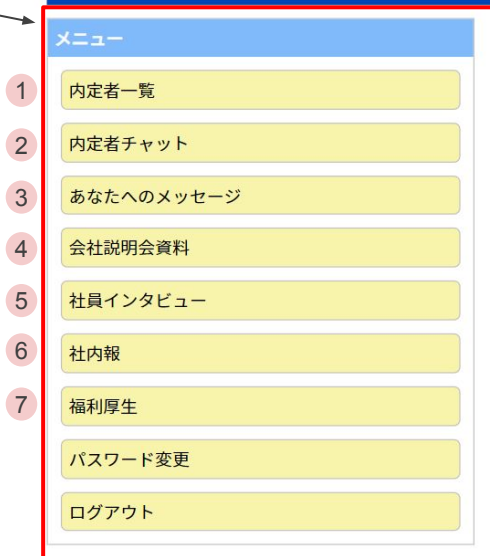 メニュー
1 内定者一覧
2 内定者チャット
3 あなたへのメッセージ
4 会社説明会資料
5 社員インタビュー
6 社内報
7 福利厚生
パスワード変更
ログアウト